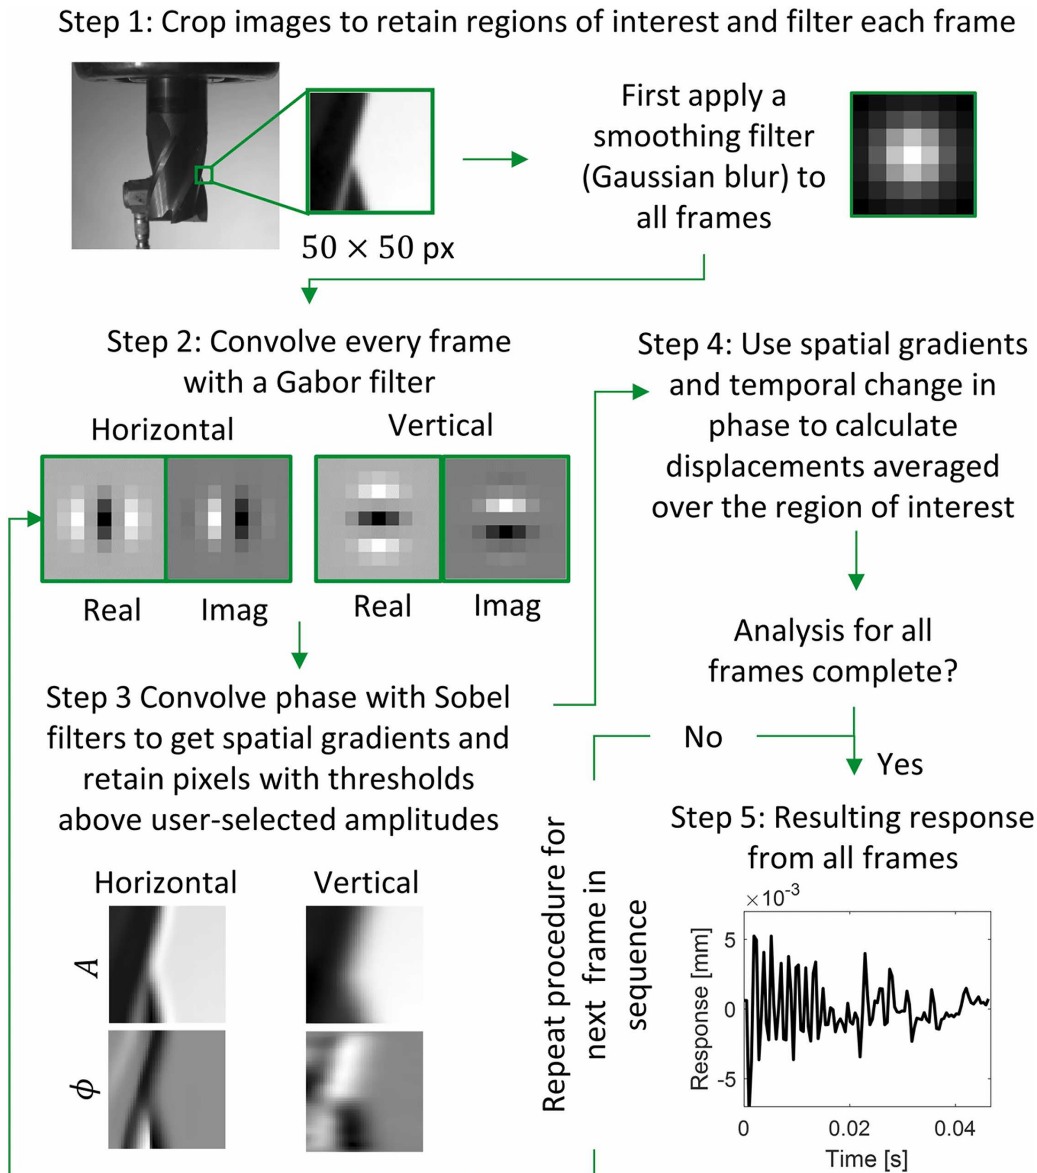 Step 1: Crop images to retain regions of interest and filter each frame
50 × 50 px
First apply a
smoothing filter
(Gaussian blur) to
all frames
Step 2: Convolve every frame
with a Gabor filter
Horizontal
Vertical
Real
Imag
Real
Imag
Step 3 Convolve phase with Sobel
filters to get spatial gradients and
retain pixels with thresholds
above user-selected amplitudes
Horizontal
Vertical
A
ϕ
Step 4: Use spatial gradients
and temporal change in
phase to calculate
displacements averaged
over the region of interest
Analysis for all
frames complete?
No
Yes
Repeat procedure for
next frame in
sequence
Step 5: Resulting response
from all frames
×10⁻³
5
0
-5
Response [mm]
0
0.02
0.04
Time [s]